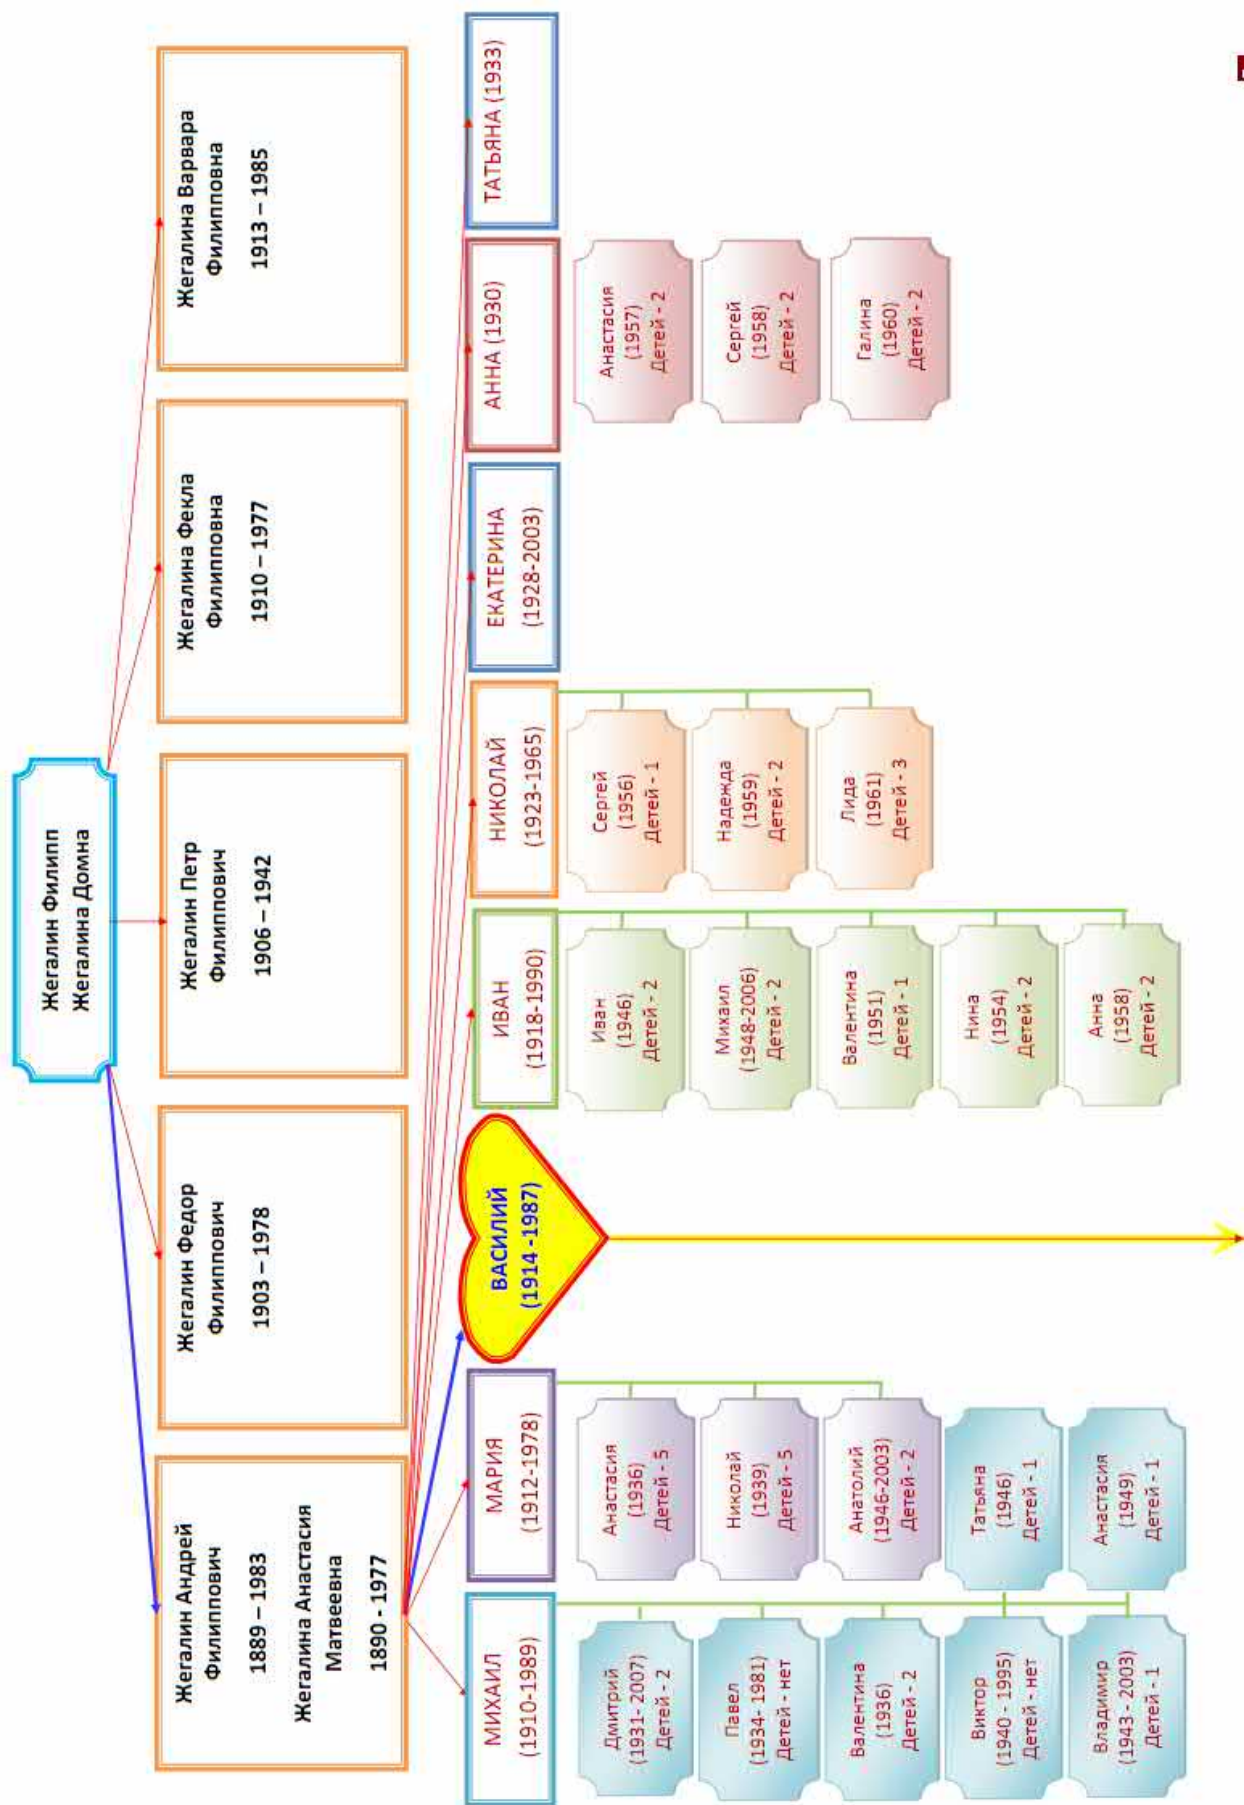 Жегалин Филипп
Жегалина Домна
Жегалин Андрей
Филиппович
1889 – 1983
Жегалина Анастасия
Матвеевна
1890 - 1977
Жегалин Федор
Филиппович
1903 – 1978
Жегалин Петр
Филиппович
1906 – 1942
Жегалина Фекла
Филипповна
1910 – 1977
Жегалина Варвара
Филипповна
1913 – 1985
МИХАИЛ
(1910-1989)
МАРИЯ
(1912-1978)
ВАСИЛИЙ
(1914 -1987)
ИВАН
(1918-1990)
НИКОЛАЙ
(1923-1965)
ЕКАТЕРИНА
(1928-2003)
АННА (1930)
ТАТЬЯНА (1933)
Дмитрий
(1931- 2007)
Детей - 2
Павел
(1934- 1981)
Детей - нет
Валентина
(1936)
Детей - 2
Виктор
(1940 - 1995)
Детей - нет
Владимир
(1943 - 2003)
Детей - 1
Татьяна
(1946)
Детей - 1
Анастасия
(1949)
Детей - 1
Анастасия
(1936)
Детей - 5
Николай
(1939)
Детей - 5
Анатолий
(1946-2003)
Детей - 2
Иван
(1946)
Детей - 2
Михаил
(1948-2006)
Детей - 2
Валентина
(1951)
Детей - 1
Нина
(1954)
Детей - 2
Анна
(1958)
Детей - 2
Сергей
(1956)
Детей - 1
Надежда
(1959)
Детей - 2
Лида
(1961)
Детей - 3
Анастасия
(1957)
Детей - 2
Сергей
(1958)
Детей - 2
Галина
(1960)
Детей - 2